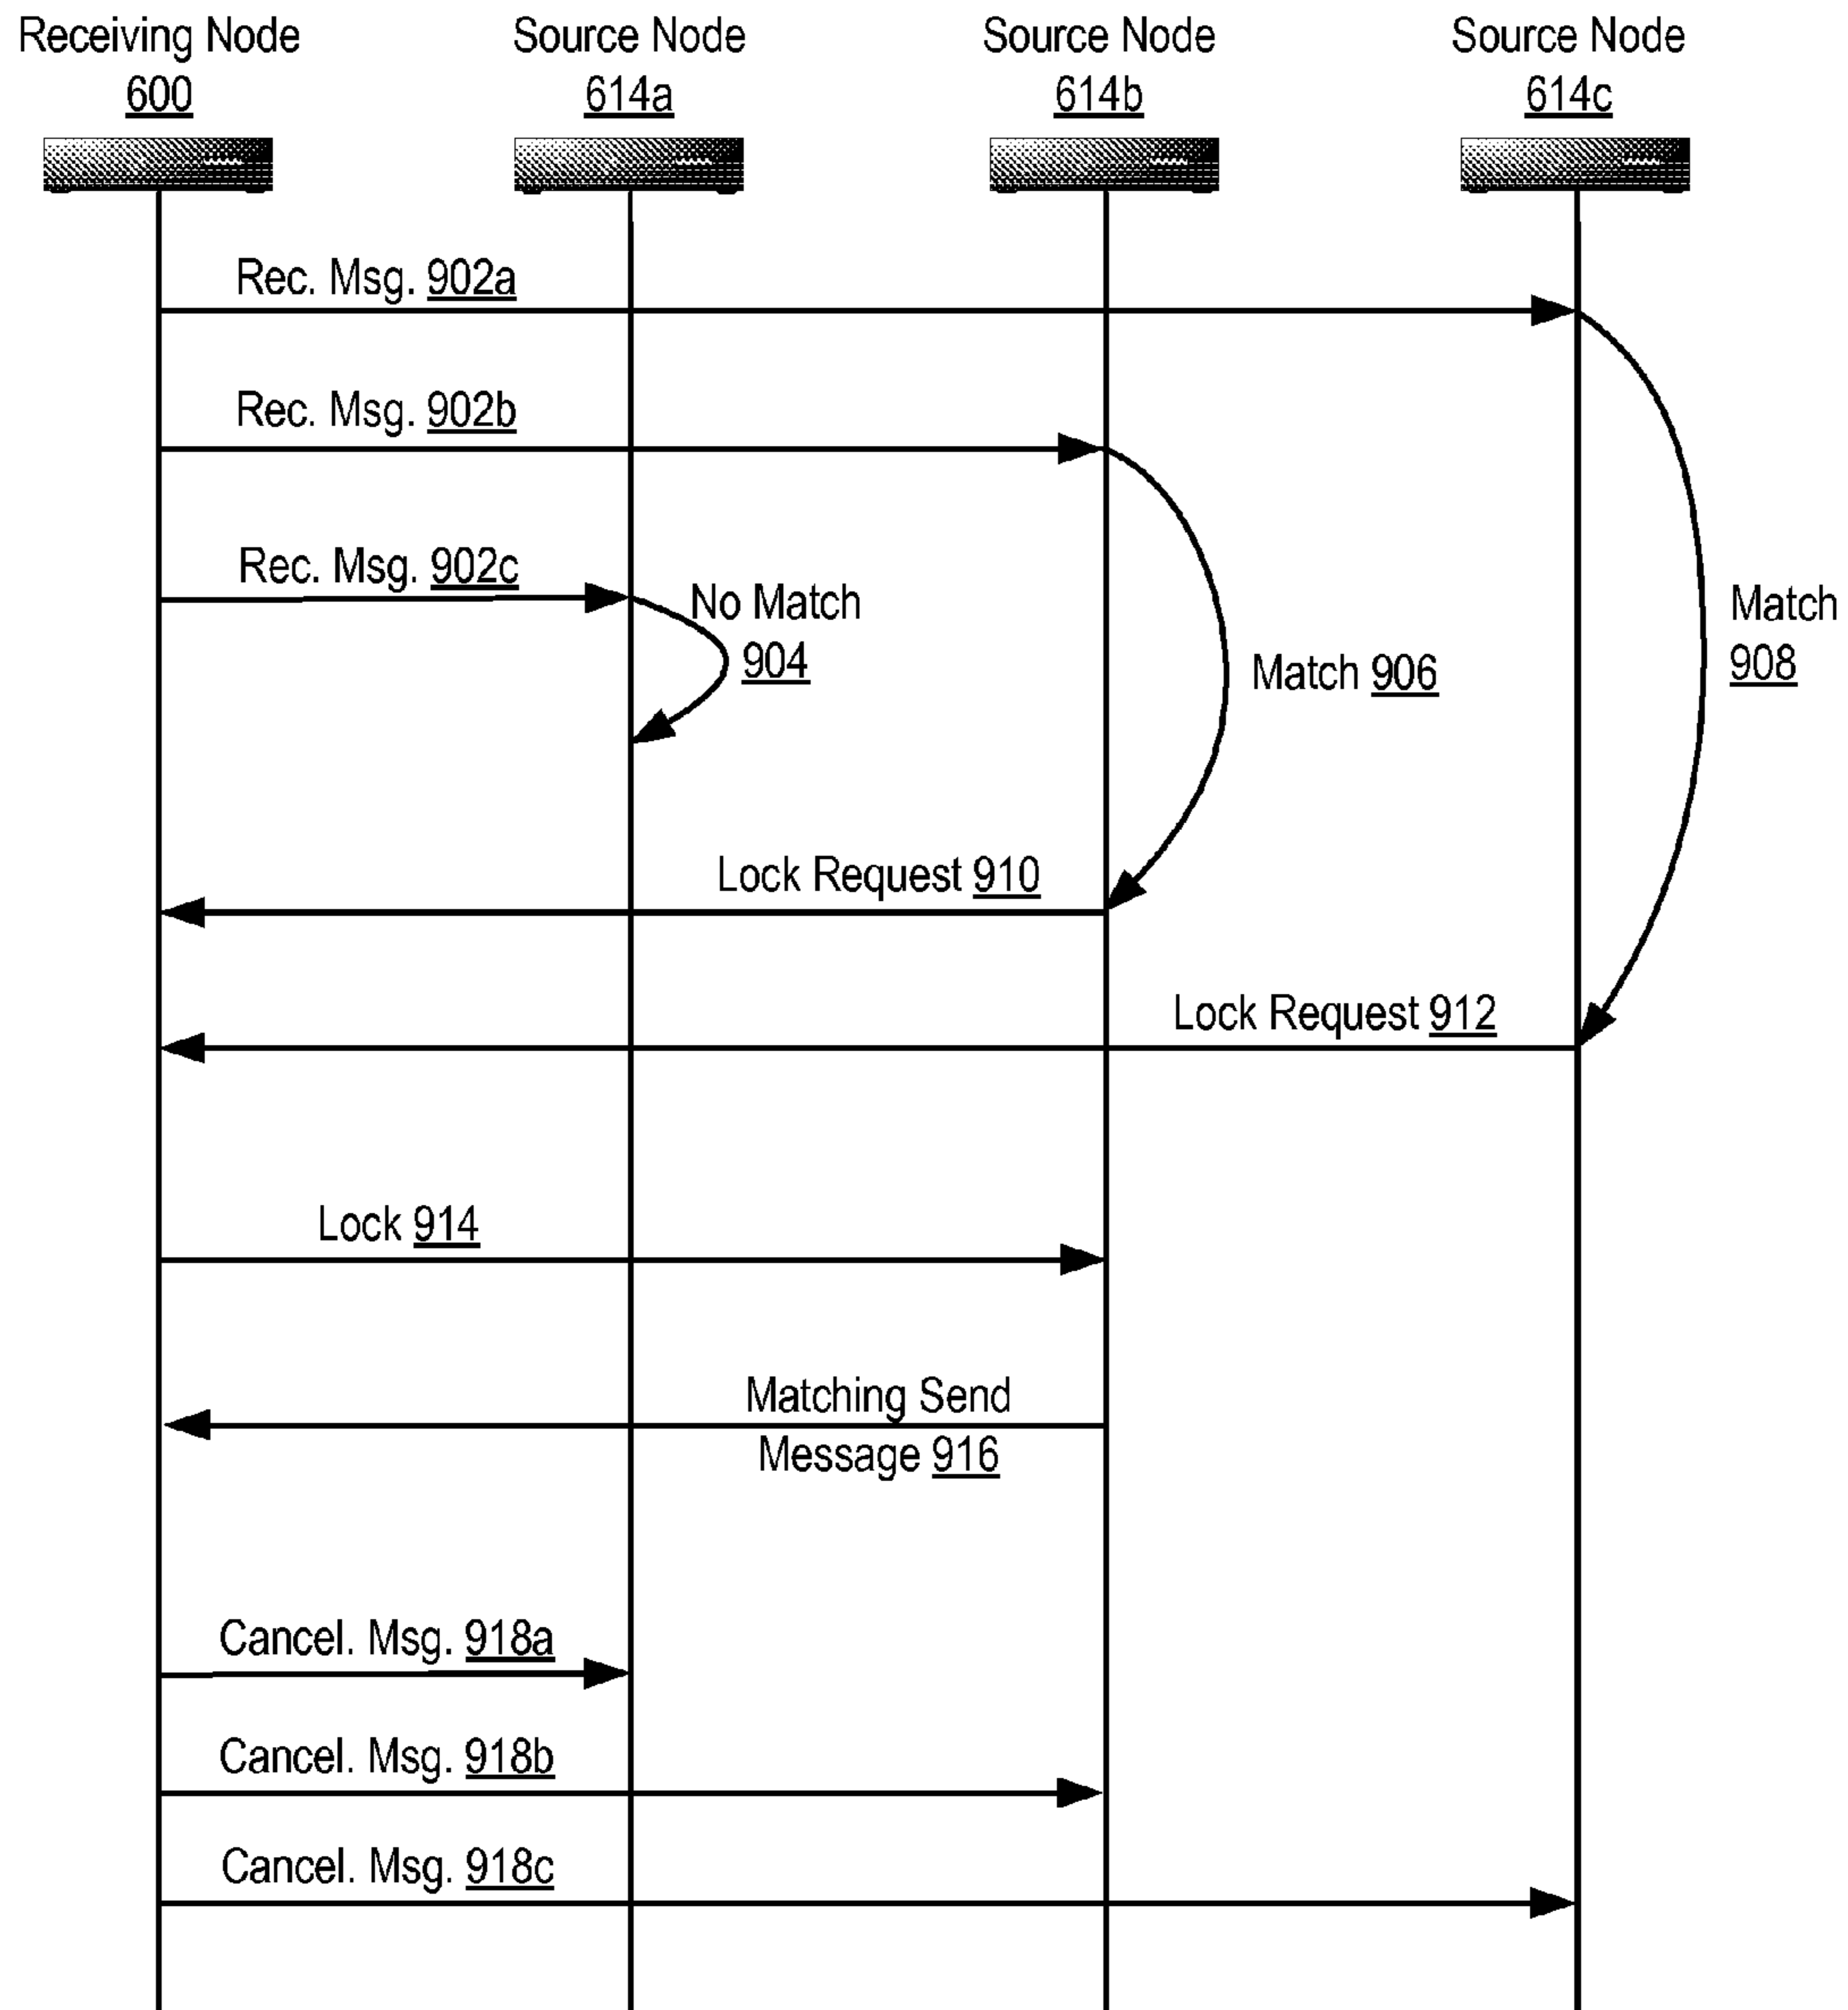 Receiving Node
600
Source Node
614a
Source Node
614b
Source Node
614c
Rec. Msg. 902a
Rec. Msg. 902b
Rec. Msg. 902c
No Match
904
Match 906
Match
908
Lock Request 910
Lock Request 912
Lock 914
Matching Send
Message 916
Cancel. Msg. 918a
Cancel. Msg. 918b
Cancel. Msg. 918c